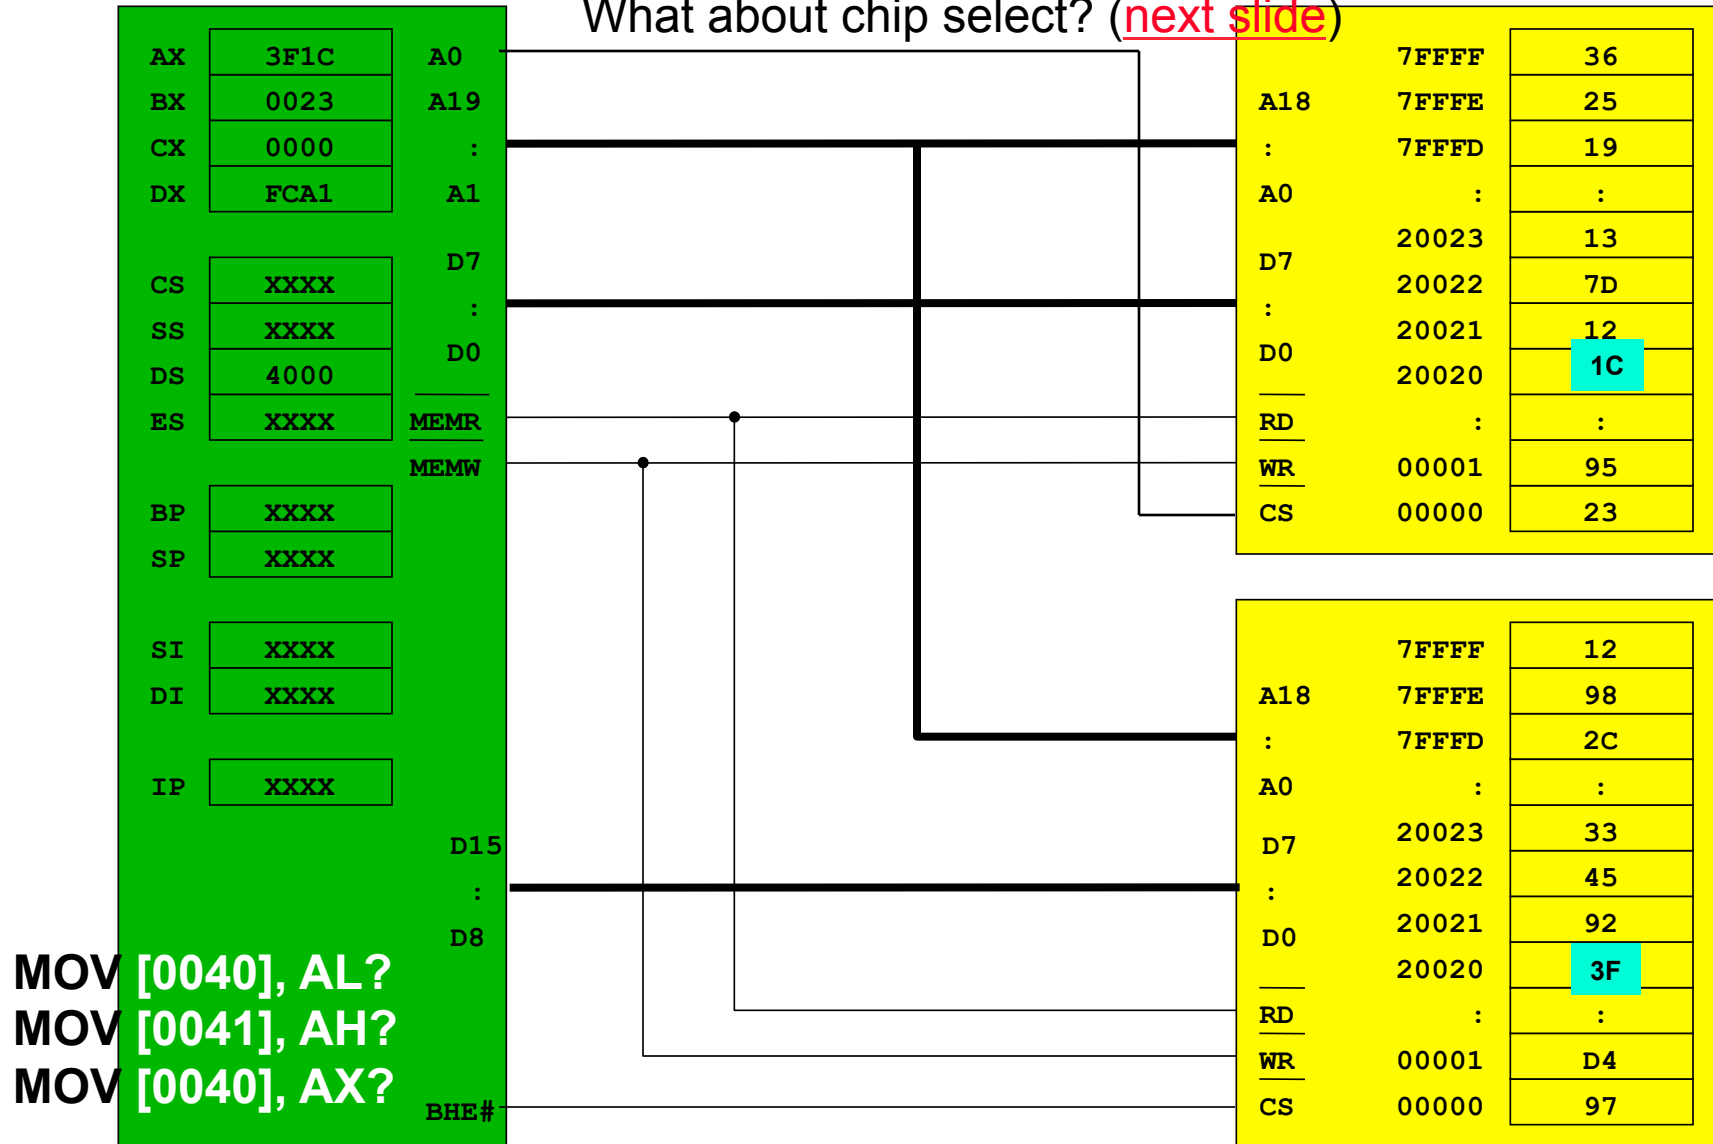 What about chip select? (next slide)
AX 3F1C A0
BX 0023 A19
CX 0000 :
DX FCA1 A1
D7
CS XXXX
:
SS XXXX
D0
DS 4000
ES XXXX MEMR
MEMW
BP XXXX
SP XXXX
SI XXXX
DI XXXX
IP XXXX
D15
:
D8
MOV [0040], AL?
MOV [0041], AH?
MOV [0040], AX?
BHE#
7FFFF 36
A18 7FFFE 25
: 7FFFD 19
A0 : :
20023 13
D7
20022 7D
:
20021 12
D0
20020 1C
RD : :
WR 00001 95
CS 00000 23
7FFFF 12
A18 7FFFE 98
: 7FFFD 2C
A0 : :
D7 20023 33
: 20022 45
D0 20021 92
20020 3F
RD : :
WR 00001 D4
CS 00000 97